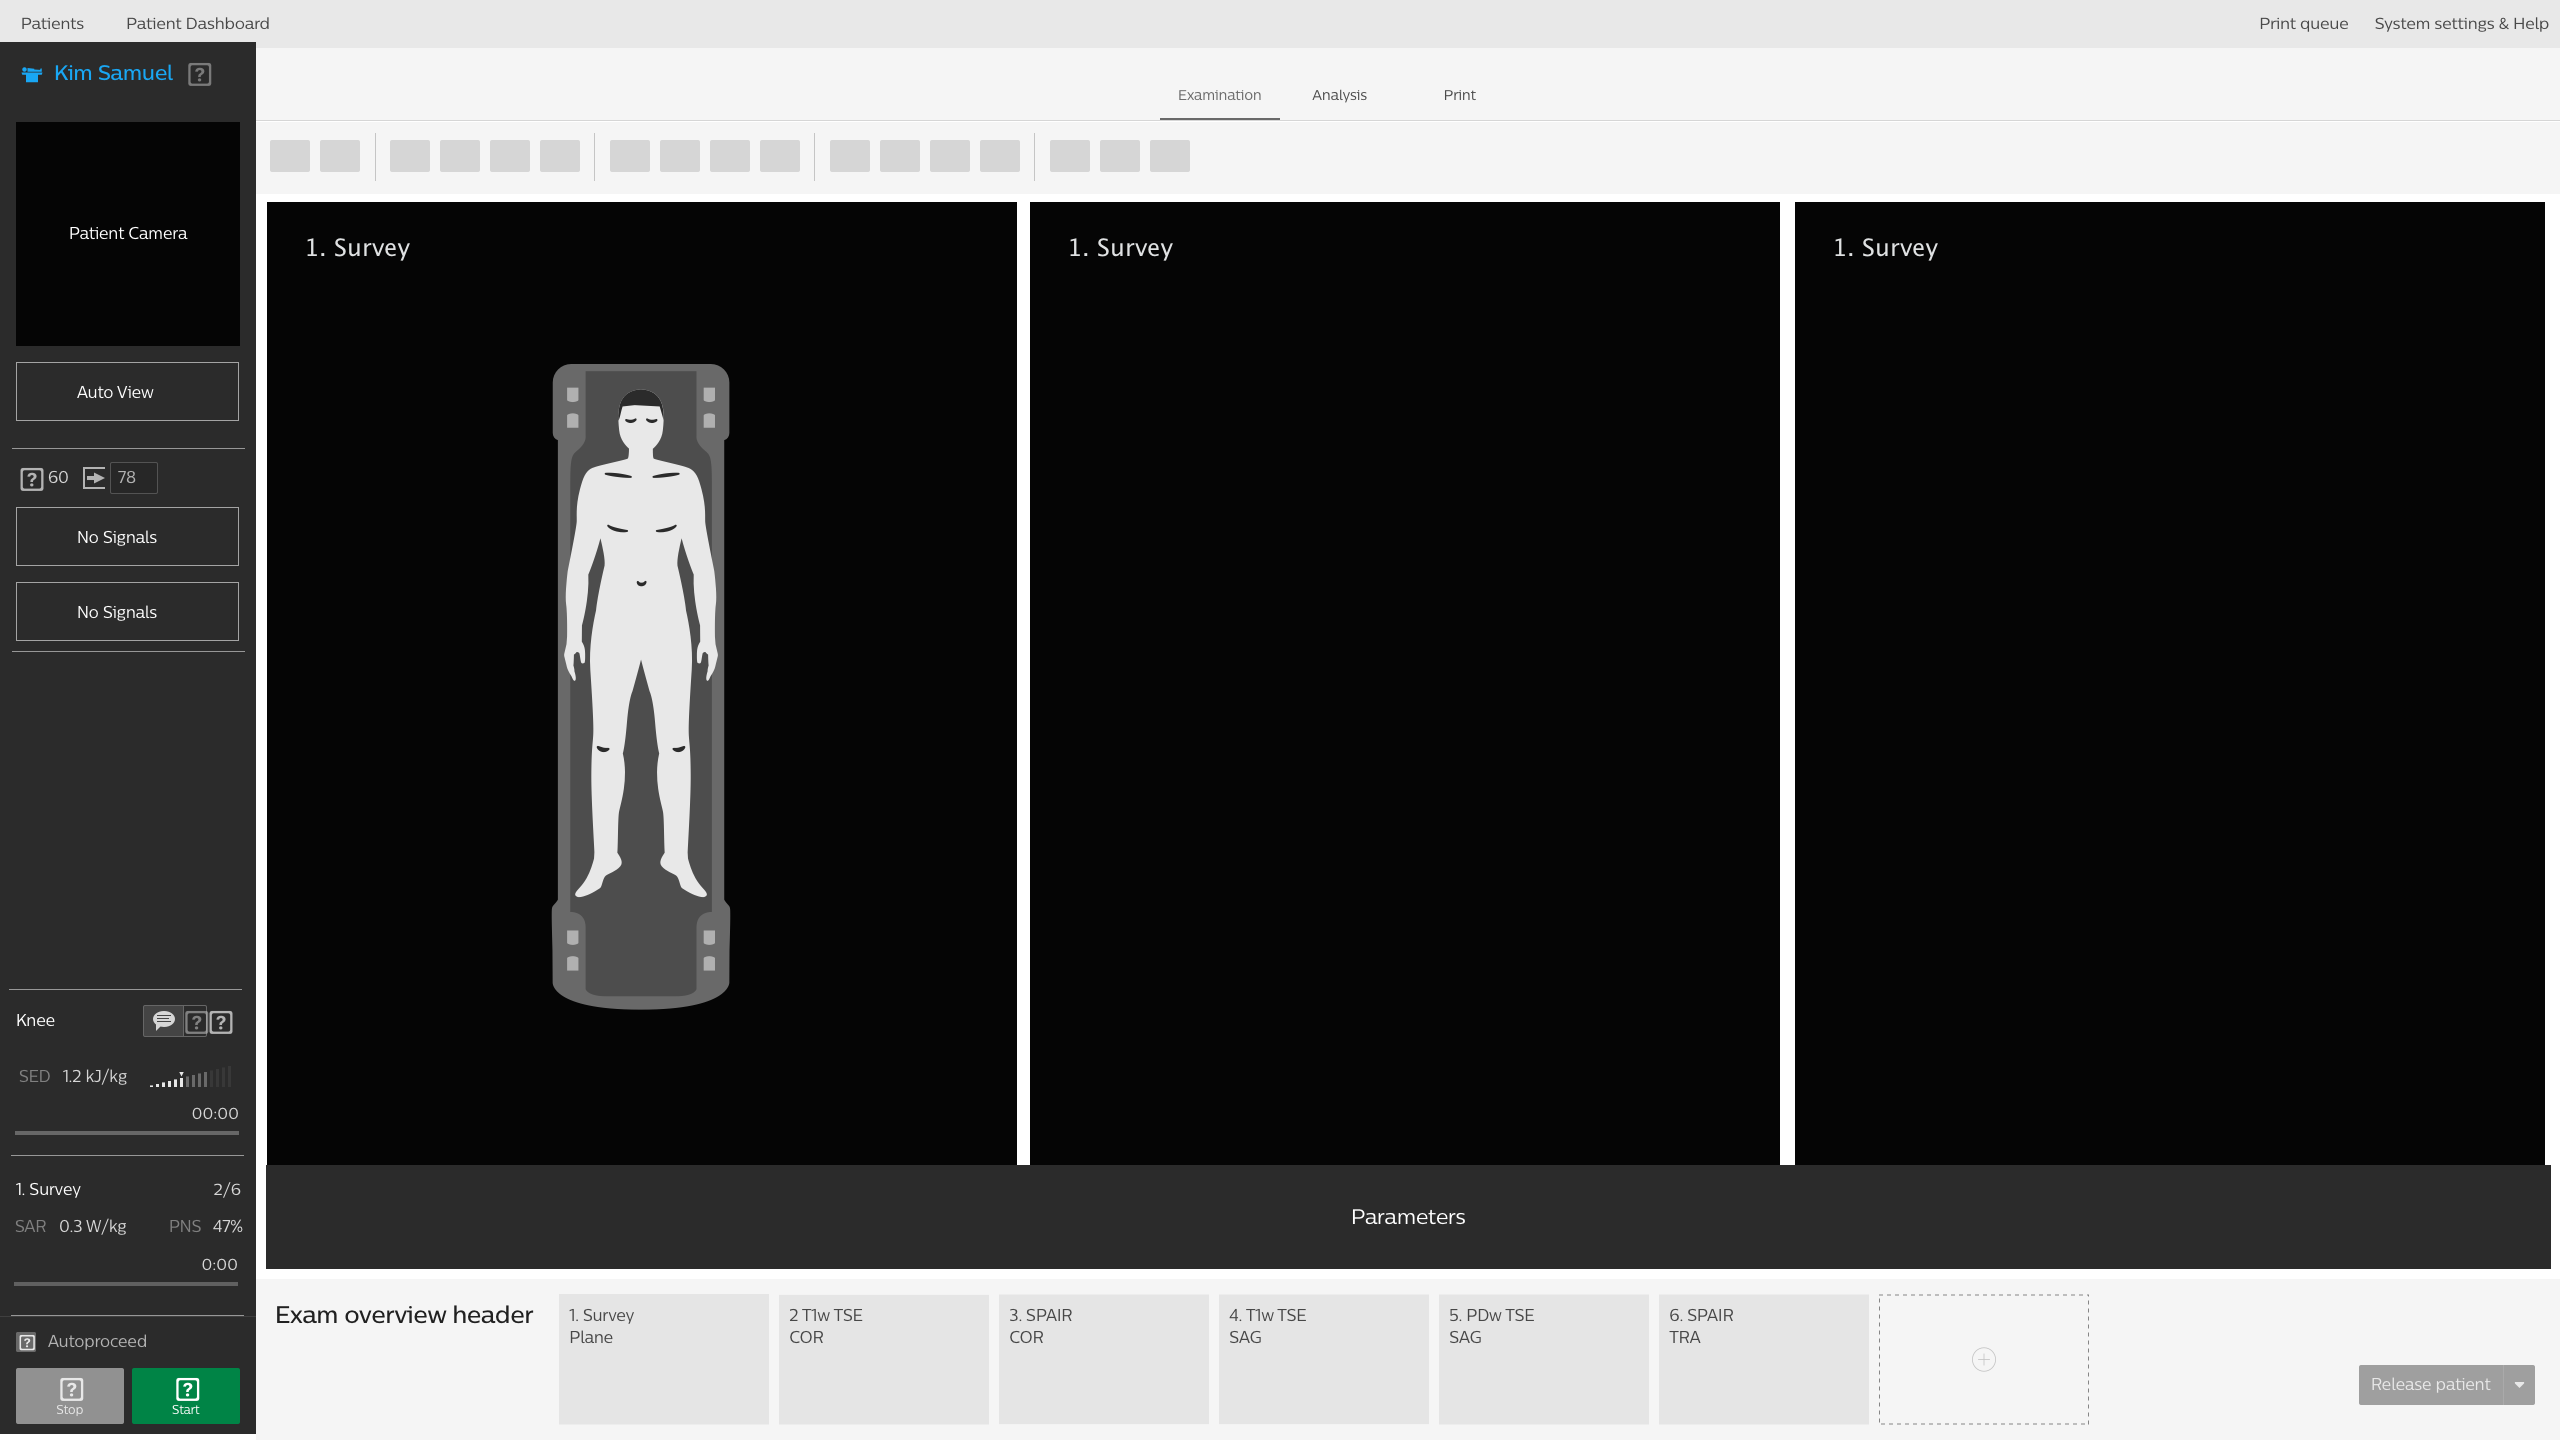 Patients Patient Dashboard Print queue System settings & Help
Kim Samuel
Examination Analysis Print
Patient Camera
Auto View
60 78
No Signals
No Signals
1. Survey
1. Survey
1. Survey
Knee
SED 1.2 kJ/kg
00:00
1. Survey 2/6
SAR 0.3 W/kg PNS 47%
0:00
Autoproceed
Stop
Start
Parameters
Exam overview header
1. Survey
Plane
2 T1w TSE
COR
3. SPAIR
COR
4. T1w TSE
SAG
5. PDw TSE
SAG
6. SPAIR
TRA
Release patient